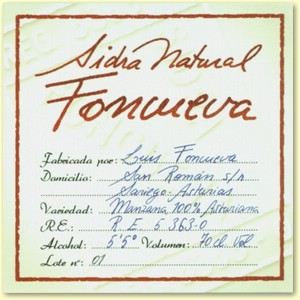 Sidra Natural
Foncueva
Fabricada por: Luis Foncueva
Domicilio: San Román s/n
Sariego-Asturias
Variedad: Manzana 100% Asturiana
R.E.: R. E. 5 363-0
Alcohol: 5'5º Volumen: 70 cl. Vol
Lote nº: 01